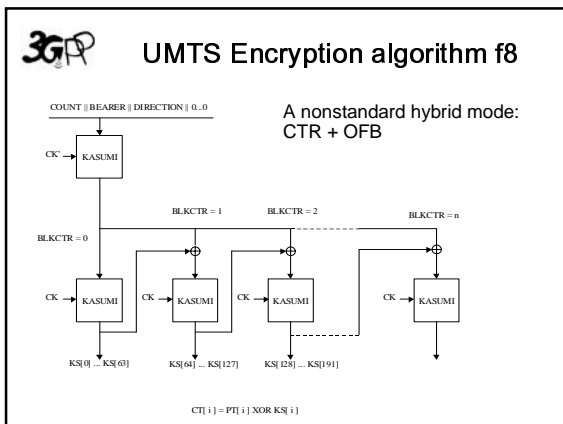 3GPP
UMTS Encryption algorithm f8
COUNT || BEARER || DIRECTION || 0...0
A nonstandard hybrid mode:
CTR + OFB
CK' KASUMI
BLKCTR = 0 BLKCTR = 1 BLKCTR = 2 BLKCTR = n
CK KASUMI CK KASUMI CK KASUMI CK KASUMI
KS[0] ... KS[63] KS[64] ... KS[127] KS[128] ... KS[191]
CT[ i ] = PT[ i ] XOR KS[ i ]